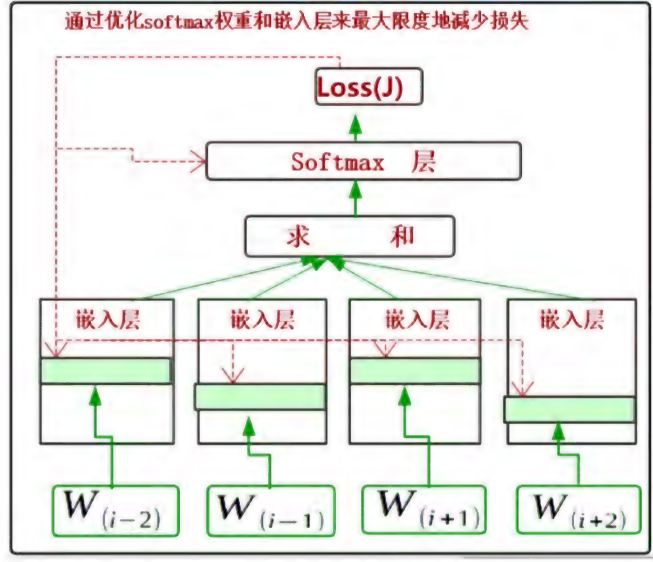 通过优化softmax权重和嵌入层来最大限度地减少损失
Loss(J)
Softmax 层
求 和
嵌入层 嵌入层 嵌入层 嵌入层
W(i−2) W(i−1) W(i+1) W(i+2)